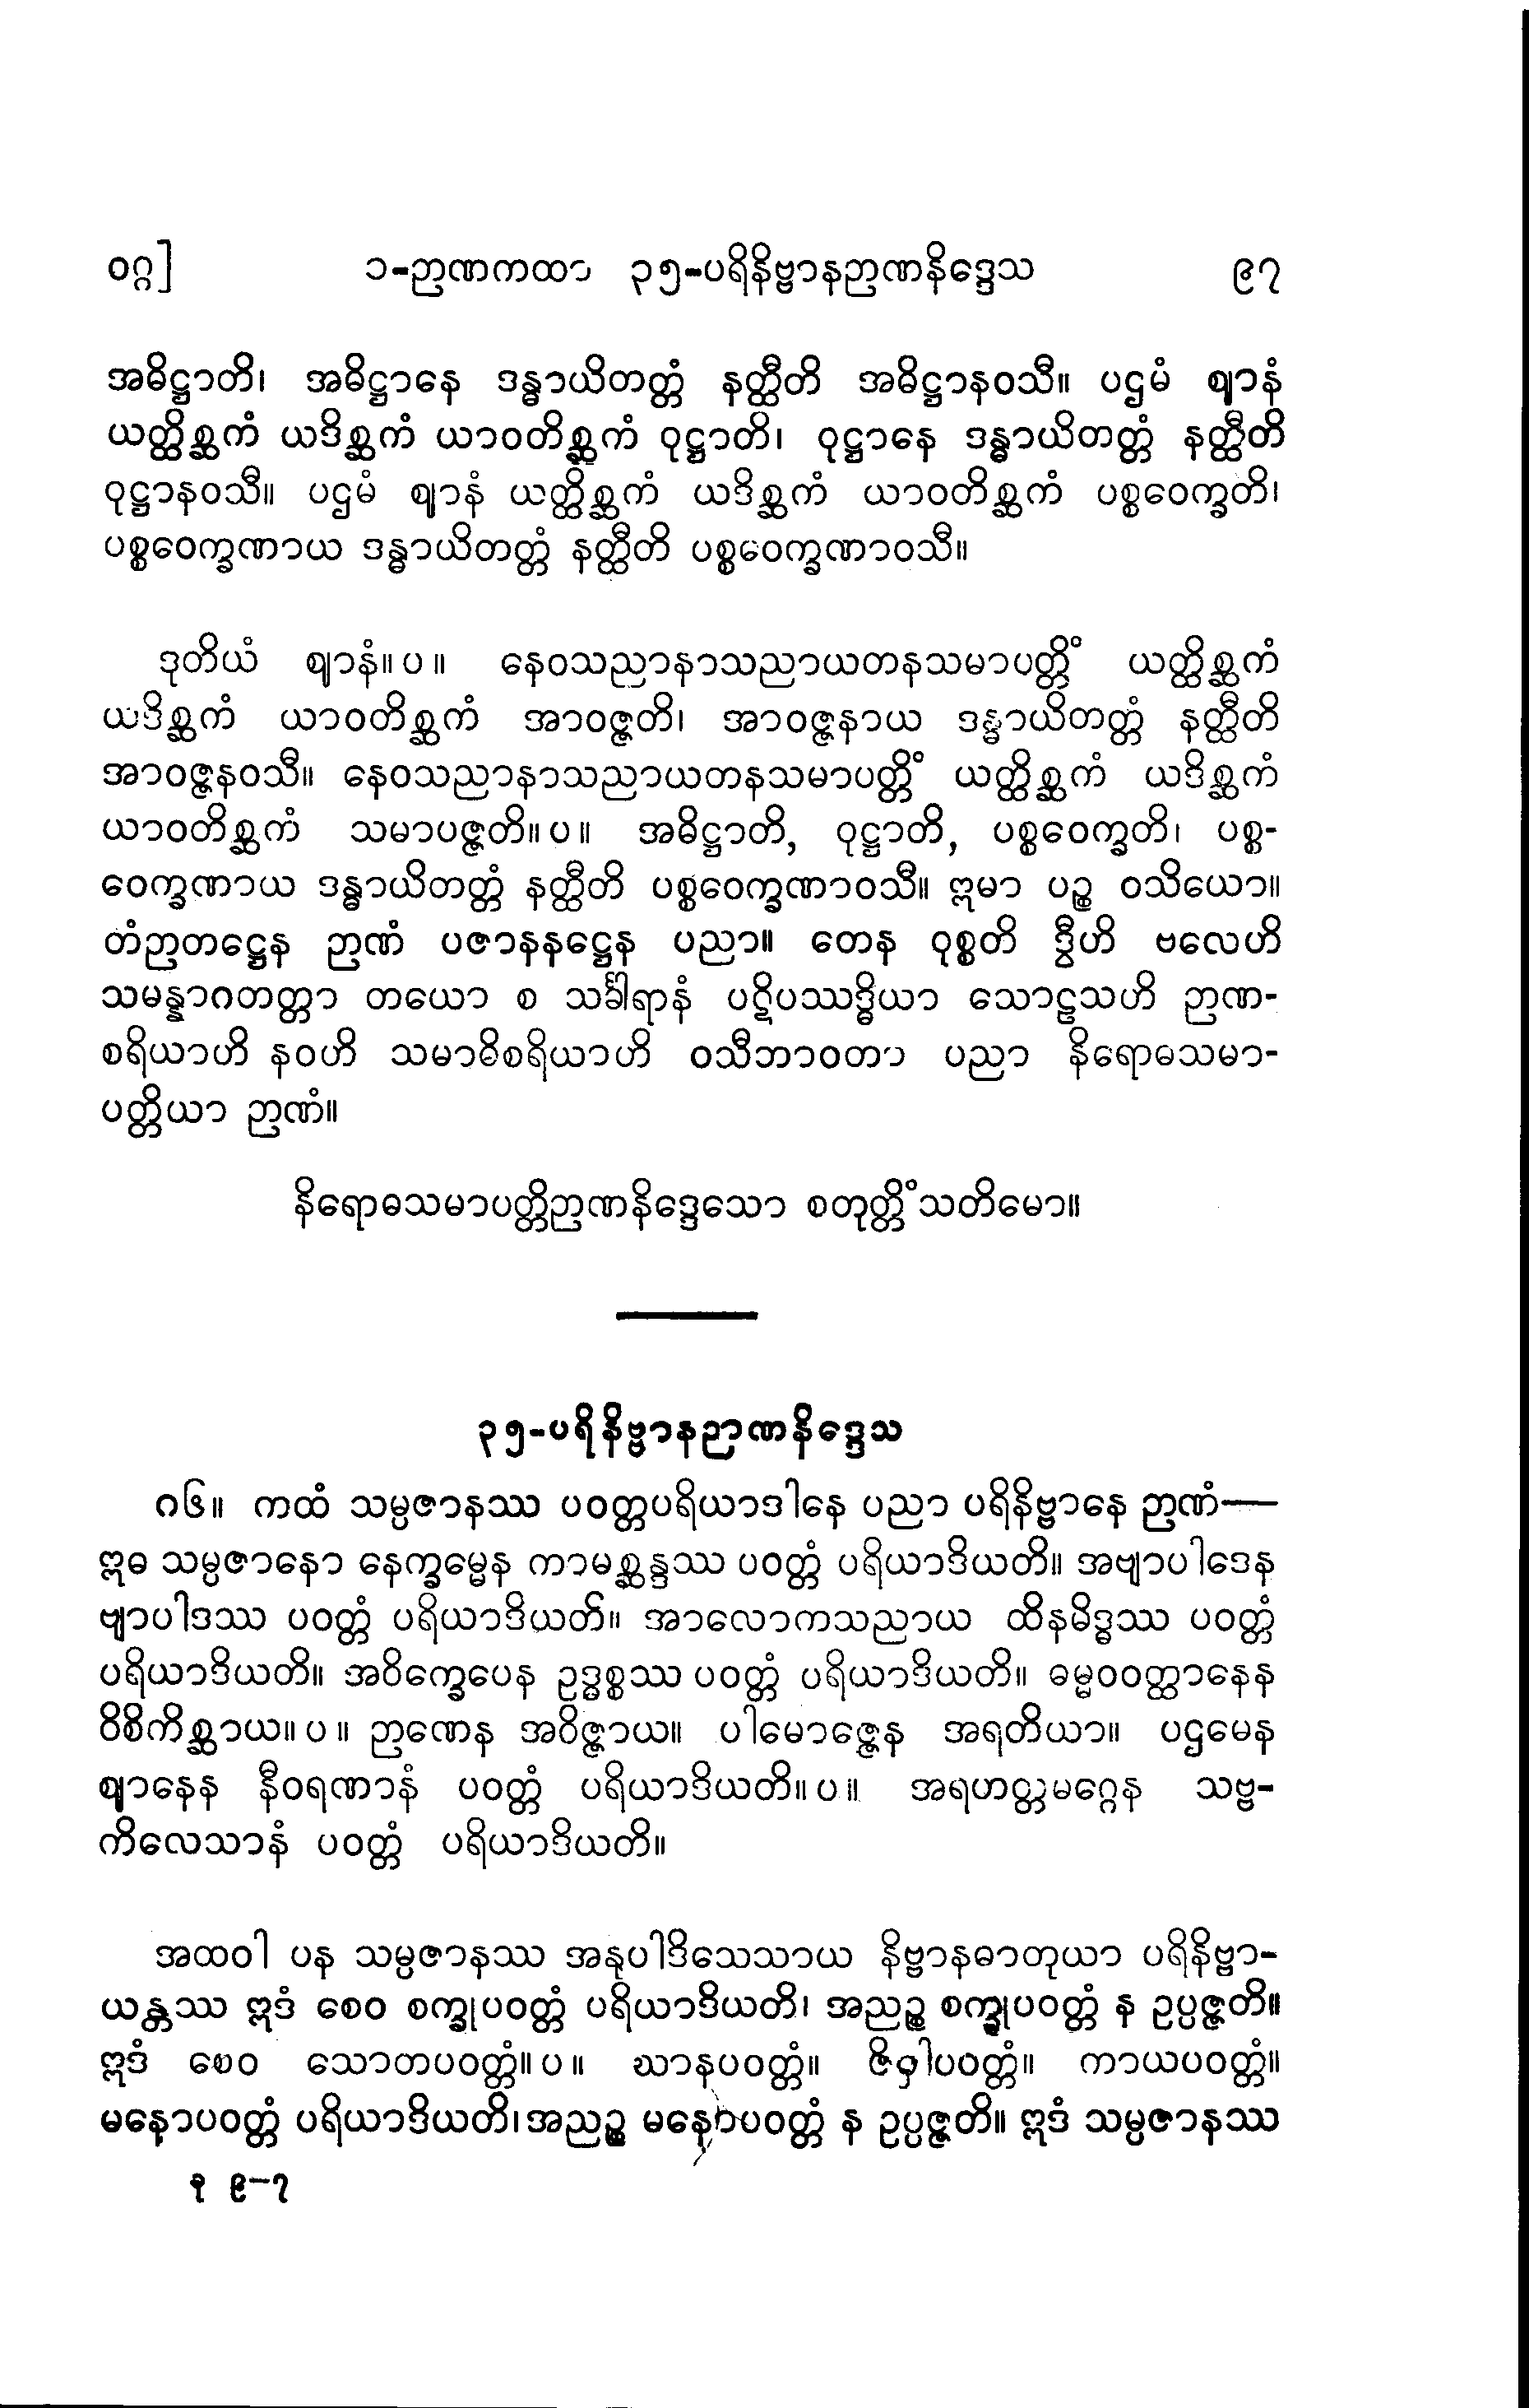 ဝဂ္ဂ]  ၁-ဉာဏကထာ ၃၅-ပရိနိဗ္ဗာနဉာဏနိဒ္ဒေသ  ၉၇
အဓိဋ္ဌာတိ၊ အဓိဋ္ဌာနေ ဒန္ဓာယိတတ္တံ နတ္ထီတိ အဓိဋ္ဌာနဝသီ။ ပဌမံ ဈာနံ
ယတ္ထိစ္ဆကံ ယဒိစ္ဆကံ ယာဝတိစ္ဆကံ ဝုဋ္ဌာတိ၊ ဝုဋ္ဌာနေ ဒန္ဓာယိတတ္တံ နတ္ထီတိ
ဝုဋ္ဌာနဝသီ။ ပဌမံ ဈာနံ ယတ္ထိစ္ဆကံ ယဒိစ္ဆကံ ယာဝတိစ္ဆကံ ပစ္စဝေက္ခတိ၊
ပစ္စဝေက္ခဏာယ ဒန္ဓာယိတတ္တံ နတ္ထီတိ ပစ္စဝေက္ခဏာဝသီ။
ဒုတိယံ ဈာနံ။ပ။ နေဝသညာနာသညာယတနသမာပတ္တိံ ယတ္ထိစ္ဆကံ
ယဒိစ္ဆကံ ယာဝတိစ္ဆကံ အာဝဇ္ဇတိ၊ အာဝဇ္ဇနာယ ဒန္ဓာယိတတ္တံ နတ္ထီတိ
အာဝဇ္ဇနဝသီ။ နေဝသညာနာသညာယတနသမာပတ္တိံ ယတ္ထိစ္ဆကံ ယဒိစ္ဆကံ
ယာဝတိစ္ဆကံ သမာပဇ္ဇတိ။ပ။ အဓိဋ္ဌာတိ, ဝုဋ္ဌာတိ, ပစ္စဝေက္ခတိ၊ ပစ္စ-
ဝေက္ခဏာယ ဒန္ဓာယိတတ္တံ နတ္ထီတိ ပစ္စဝေက္ခဏာဝသီ။ ဣမာ ပဉ္စ ဝသိယော။
တံဉာတဋ္ဌေန ဉာဏံ ပဇာနနဋ္ဌေန ပညာ။ တေန ဝုစ္စတိ ဒွီဟိ ဗလေဟိ
သမန္နာဂတတ္တာ တယော စ သင်္ခါရာနံ ပဋိပဿဒ္ဓိယာ သောဠသဟိ ဉာဏ-
စရိယာဟိ နဝဟိ သမာဓိစရိယာဟိ ဝသီဘာဝတာ ပညာ နိရောဓသမာ-
ပတ္တိယာ ဉာဏံ။
နိရောဓသမာပတ္တိဉာဏနိဒ္ဒေသော စတုတ္တိံသတိမော။
၃၅-ပရိနိဗ္ဗာနဉာဏနိဒ္ဒေသ
ဂ၆။ ကထံ သမ္ပဇာနဿ ပဝတ္တပရိယာဒါနေ ပညာ ပရိနိဗ္ဗာနေ ဉာဏံ—
ဣဓ သမ္ပဇာနော နေက္ခမ္မေန ကာမစ္ဆန္ဒဿ ပဝတ္တံ ပရိယာဒိယတိ။ အဗျာပါဒေန
ဗျာပါဒဿ ပဝတ္တံ ပရိယာဒိယတိ။ အာလောကသညာယ ထိနမိဒ္ဓဿ ပဝတ္တံ
ပရိယာဒိယတိ။ အဝိက္ခေပေန ဥဒ္ဓစ္စဿ ပဝတ္တံ ပရိယာဒိယတိ။ ဓမ္မဝဝတ္ထာနေန
ဝိစိကိစ္ဆာယ။ပ။ ဉာဏေန အဝိဇ္ဇာယ။ ပါမောဇ္ဇေန အရတိယာ။ ပဌမေန
ဈာနေန နီဝရဏာနံ ပဝတ္တံ ပရိယာဒိယတိ။ပ။ အရဟတ္တမဂ္ဂေန သဗ္ဗ-
ကိလေသာနံ ပဝတ္တံ ပရိယာဒိယတိ။
အထဝါ ပန သမ္ပဇာနဿ အနုပါဒိသေသာယ နိဗ္ဗာနဓာတုယာ ပရိနိဗ္ဗာ-
ယန္တဿ ဣဒံ စေဝ စက္ခုပဝတ္တံ ပရိယာဒိယတိ၊ အညဉ္စ စက္ခုပဝတ္တံ န ဥပ္ပဇ္ဇတိ။
ဣဒံ စေဝ သောတပဝတ္တံ။ပ။ ဃာနပဝတ္တံ။ ဇိဝှါပဝတ္တံ။ ကာယပဝတ္တံ။
မနောပဝတ္တံ ပရိယာဒိယတိ၊ အညဉ္စ မနောပဝတ္တံ န ဥပ္ပဇ္ဇတိ။ ဣဒံ သမ္ပဇာနဿ
ခု ၉-၇